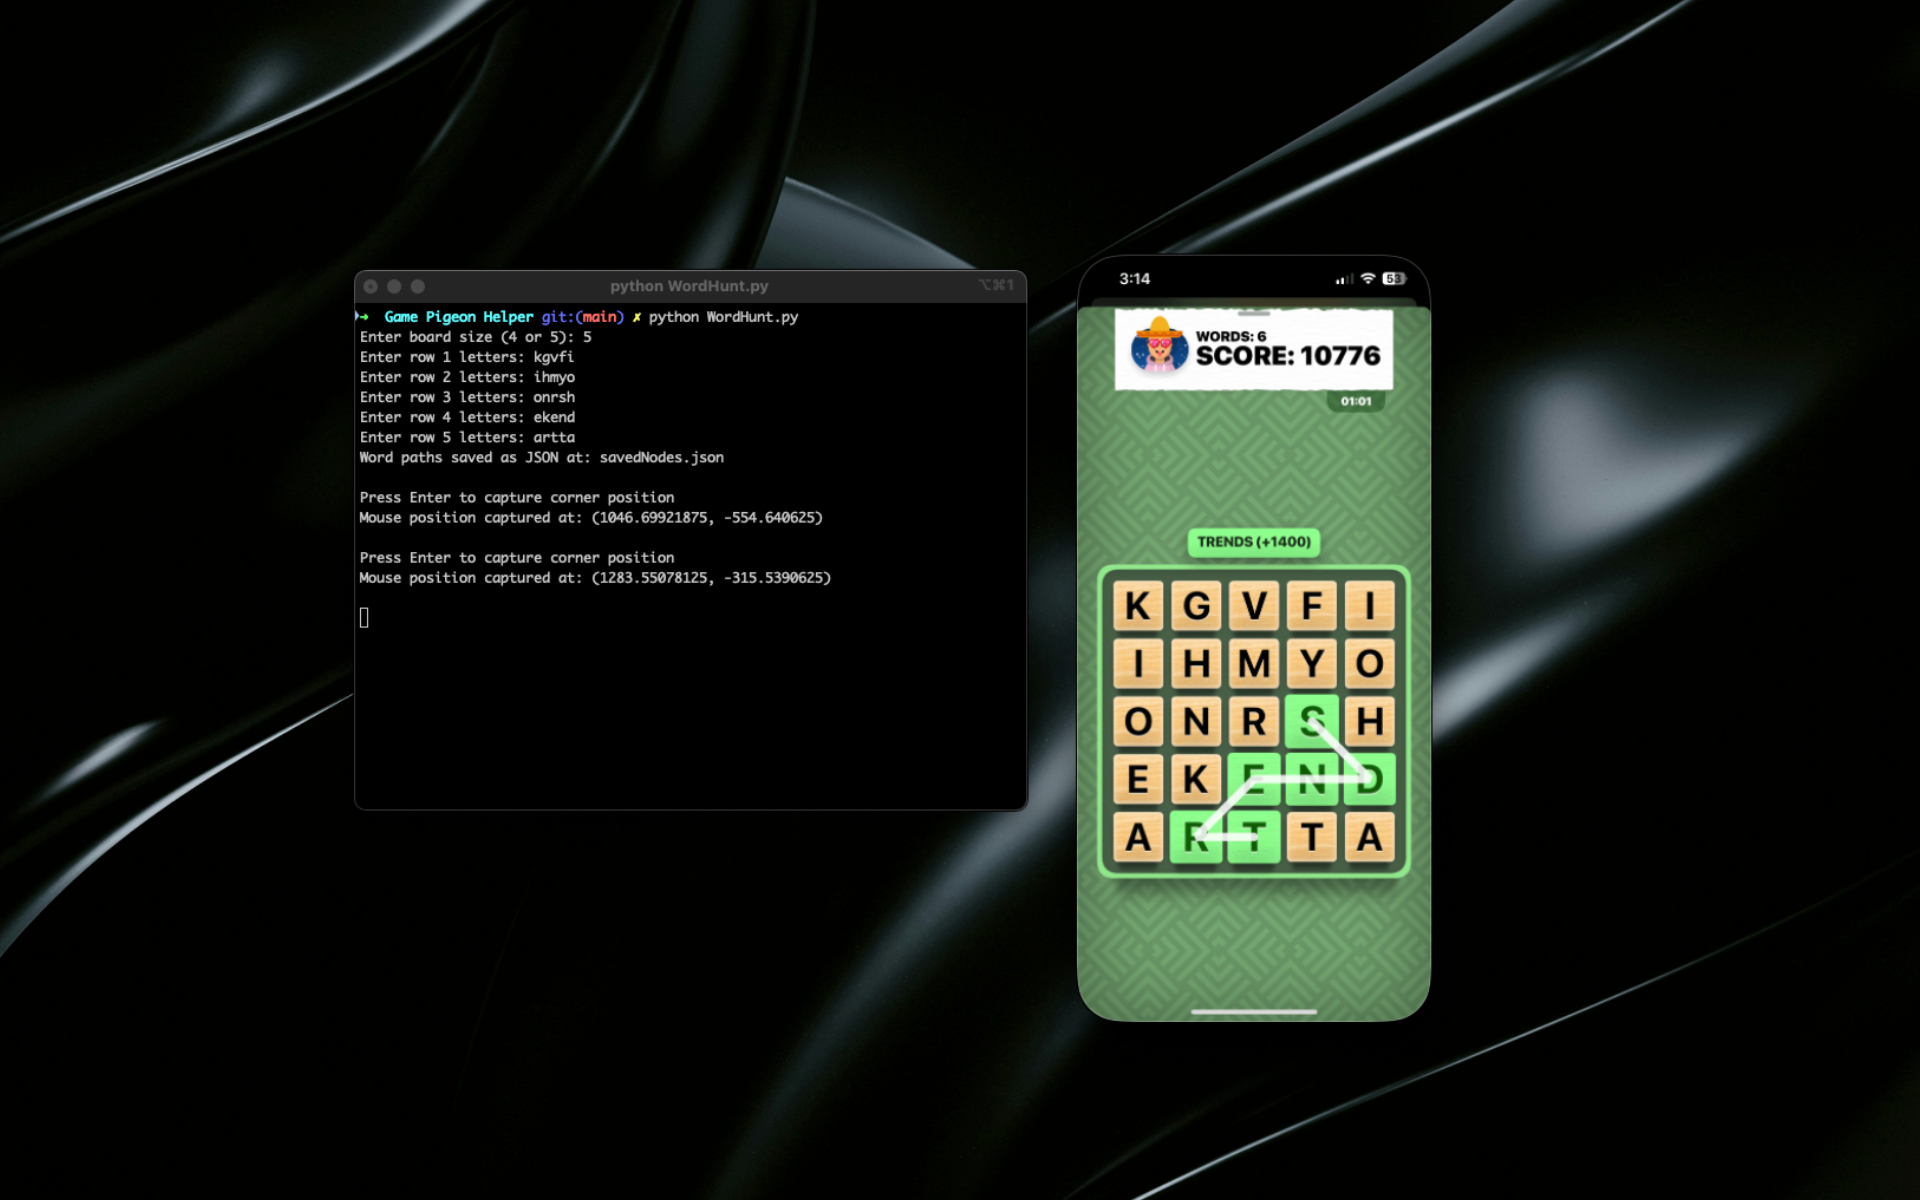 python WordHunt.py
⌥⌘1
➜ Game Pigeon Helper git:(main) ✗ python WordHunt.py
Enter board size (4 or 5): 5
Enter row 1 letters: kgvfi
Enter row 2 letters: ihmyo
Enter row 3 letters: onrsh
Enter row 4 letters: ekend
Enter row 5 letters: artta
Word paths saved as JSON at: savedNodes.json
Press Enter to capture corner position
Mouse position captured at: (1046.69921875, -554.640625)
Press Enter to capture corner position
Mouse position captured at: (1283.55078125, -315.5390625)
3:14
53
WORDS: 6
SCORE: 10776
01:01
TRENDS (+1400)
K G V F I
I H M Y O
O N R S H
E K E N D
A R T T A